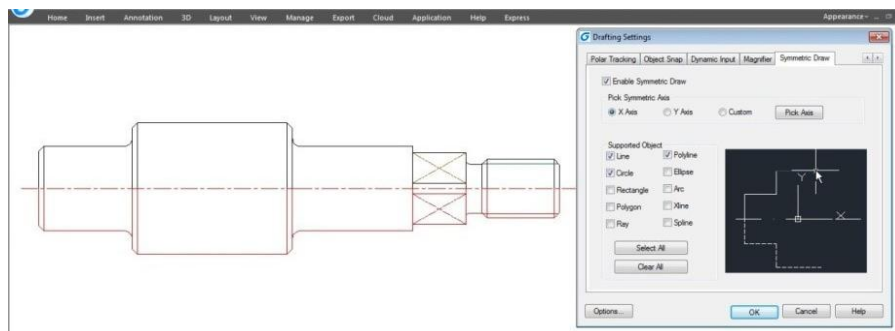 Home Insert Annotation 3D Layout View Manage Export Cloud Application Help Express Appearance
Drafting Settings
Polar Tracking Object Snap Dynamic Input Magnifier Symmetric Draw
Enable Symmetric Draw
Pick Symmetric Axis
X Axis Y Axis Custom Pick Axis
Supported Object
Line Polyline
Circle Ellipse
Rectangle Arc
Polygon Xline
Ray Spline
Y
X
Select All
Clear All
Options... OK Cancel Help